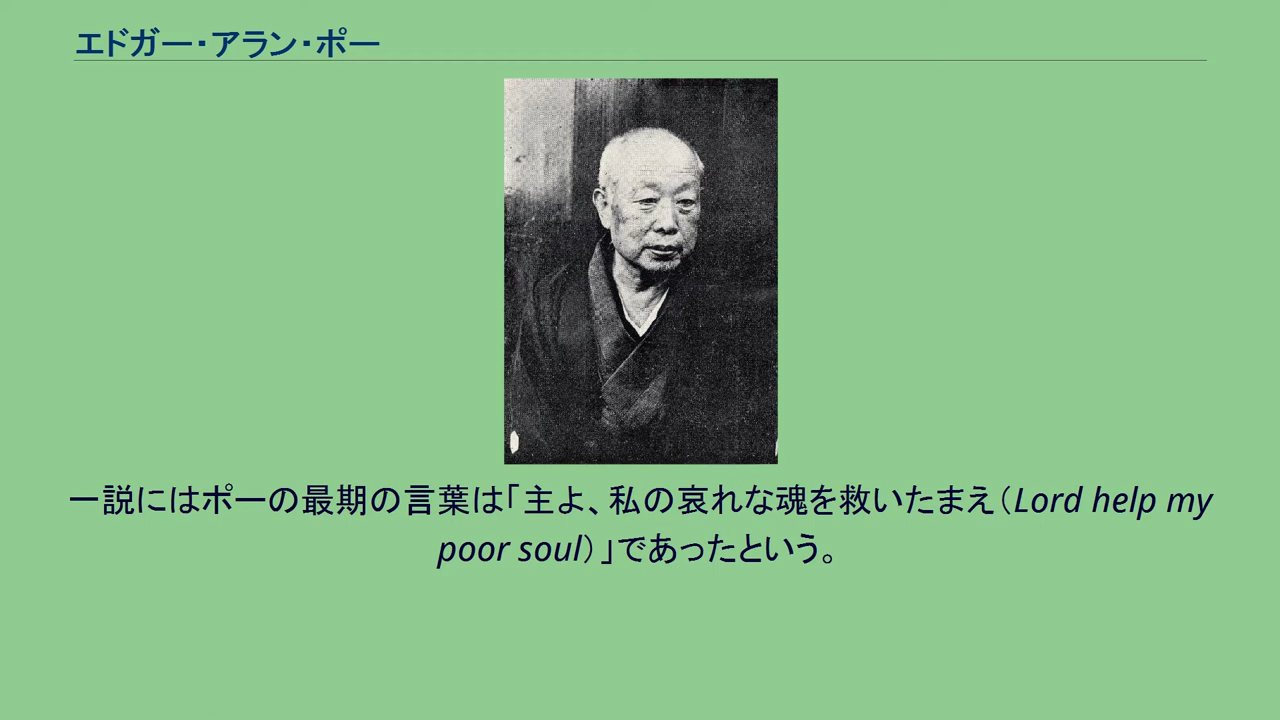 エドガー・アラン・ポー
一説にはポーの最期の言葉は「主よ、私の哀れな魂を救いたまえ（Lord help my
poor soul）」であったという。